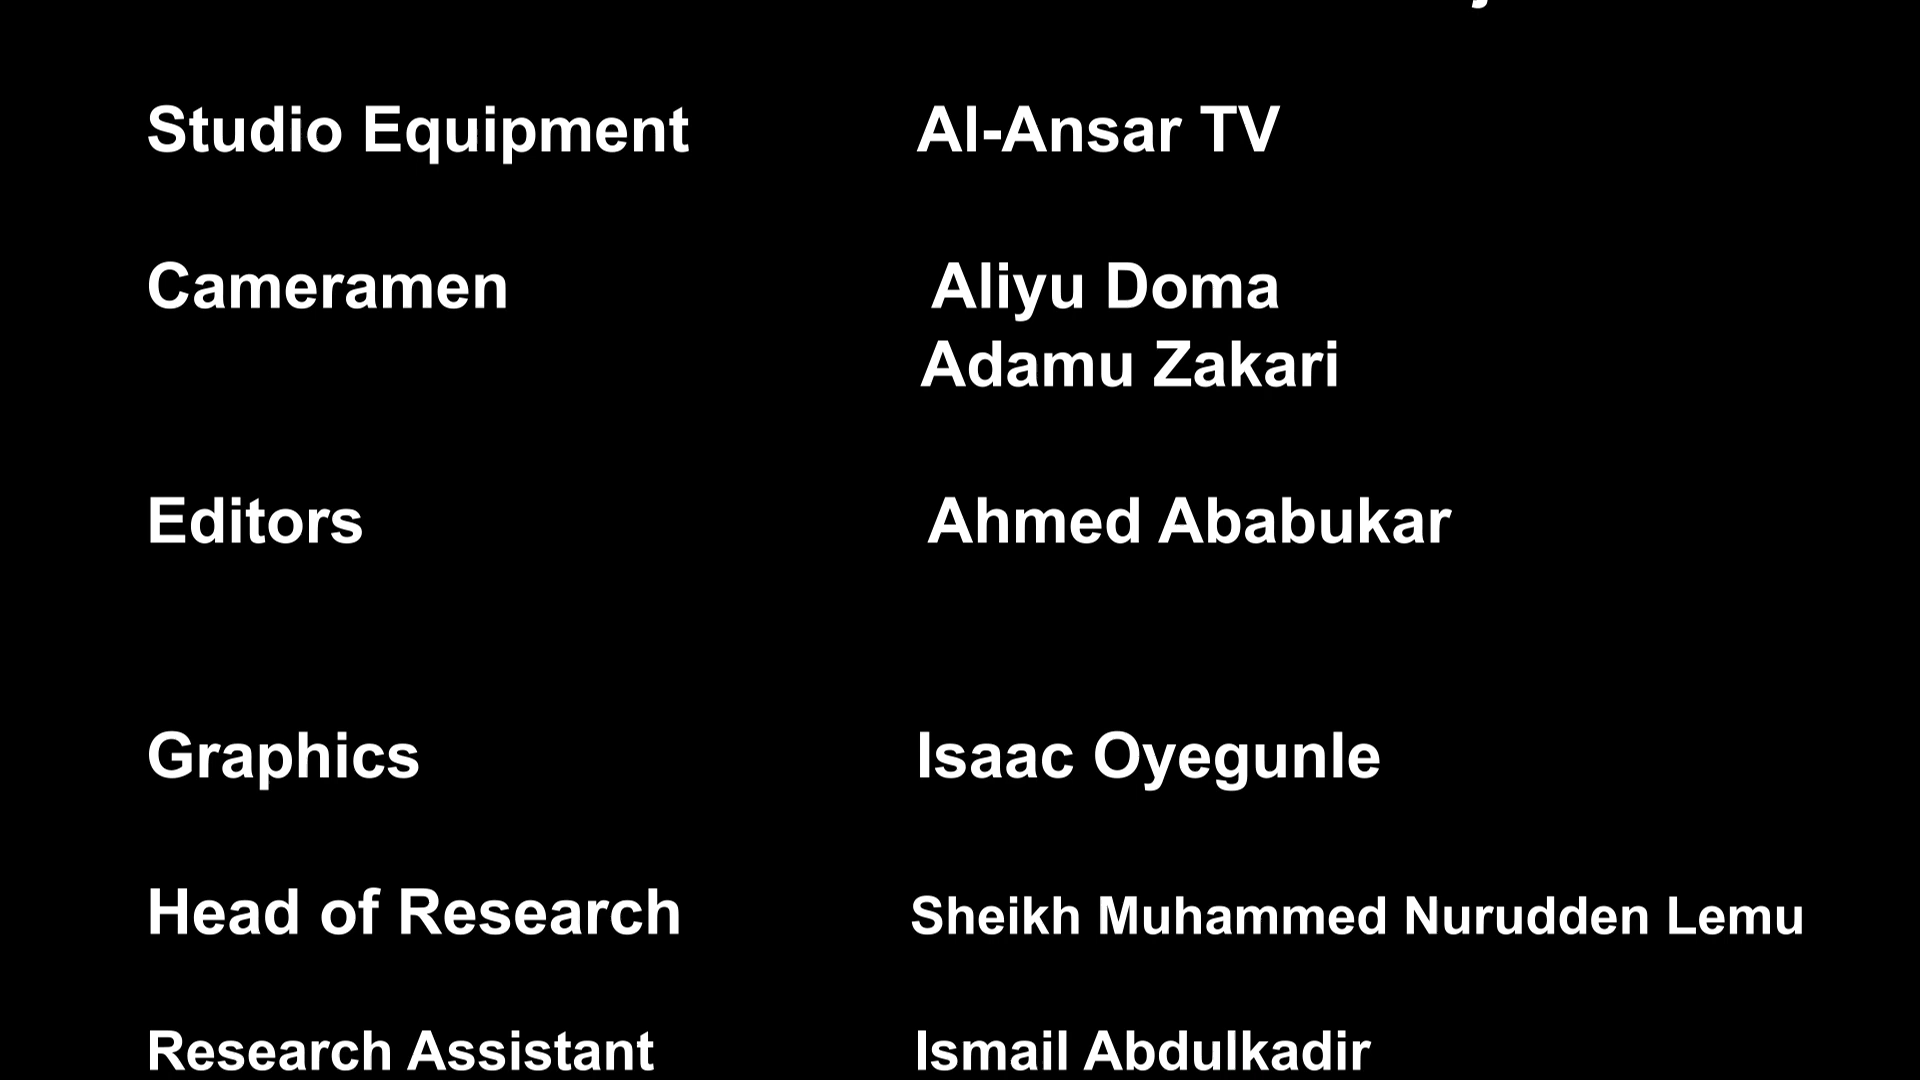 Studio Equipment Al-Ansar TV
Cameramen Aliyu Doma
Adamu Zakari
Editors Ahmed Ababukar
Graphics Isaac Oyegunle
Head of Research Sheikh Muhammed Nurudden Lemu
Research Assistant Ismail Abdulkadir